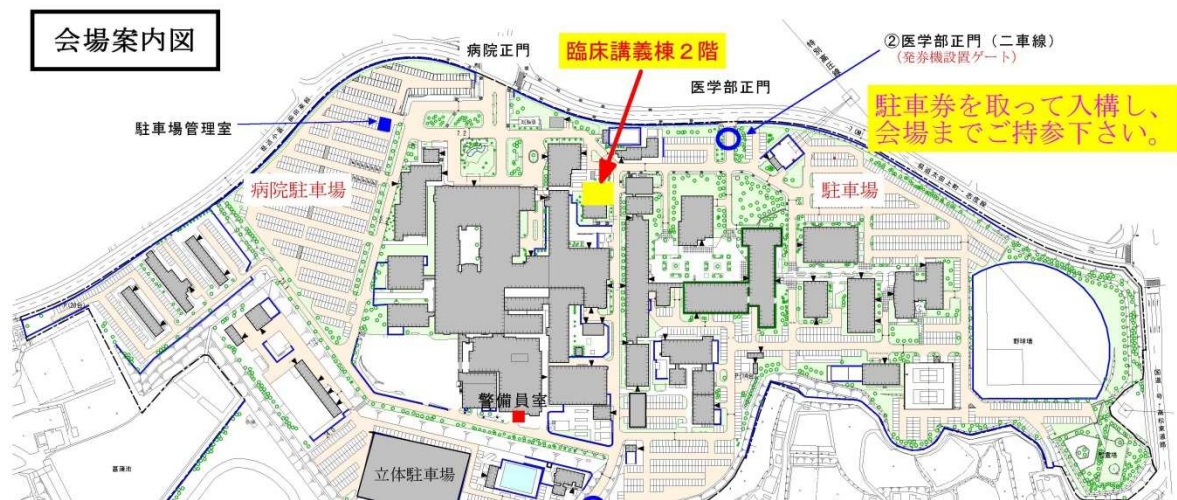 会場案内図
病院正門
臨床講義棟２階
②医学部正門（二車線）
（発券機設置ゲート）
医学部正門
駐車券を取って入構し、
会場までご持参下さい。
駐車場管理室
病院駐車場
駐車場
野球場
警備員室
立体駐車場
菖蒲池